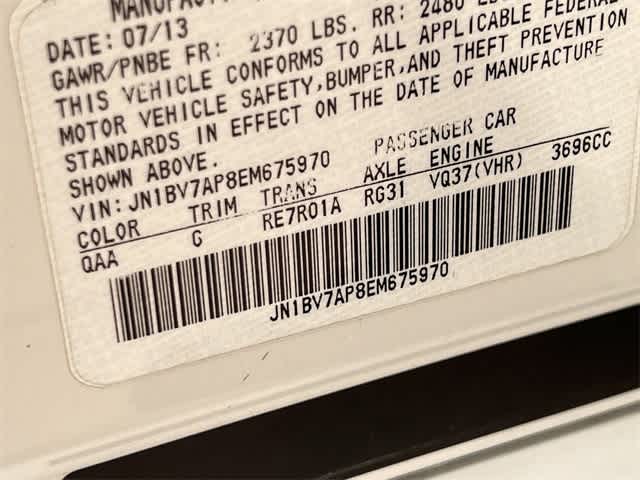 MANUFACT
DATE: 07/13
GAWR/PNBE FR: 2370 LBS. RR: 2480
THIS VEHICLE CONFORMS TO ALL APPLICABLE FEDERAL
MOTOR VEHICLE SAFETY,BUMPER,AND THEFT PREVENTION
STANDARDS IN EFFECT ON THE DATE OF MANUFACTURE
SHOWN ABOVE.
VIN:JN1BV7AP8EM675970 PASSENGER CAR
COLOR TRIM TRANS AXLE ENGINE
QAA G RE7R01A RG31 VQ37(VHR) 3696CC
JN1BV7AP8EM675970